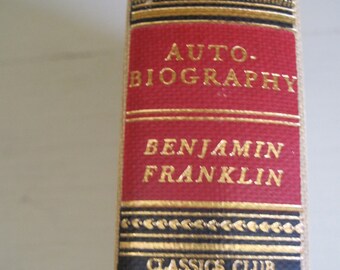 AUTO-
BIOGRAPHY
BENJAMIN
FRANKLIN
CLASSICS CLUB